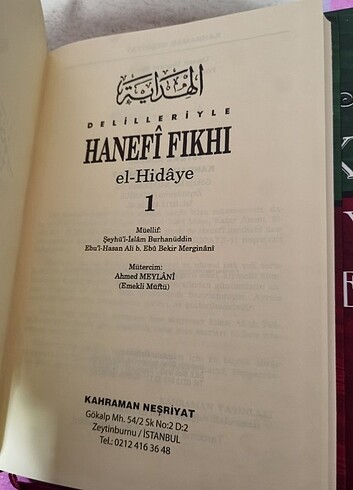 الهداية
DELİLLERİYLE
HANEFÎ FIKHI
el-Hidâye
1
Müellif:
Şeyhü'l-İslâm Burhanüddin
Ebu'l-Hasan Ali b. Ebû Bekir Merginânî
Mütercim:
Ahmed MEYLÂNÎ
(Emekli Müftü)
KAHRAMAN NEŞRİYAT
Gökalp Mh. 54/2 Sk No:2 D:2
Zeytinburnu / İSTANBUL
Tel.: 0212 416 36 48